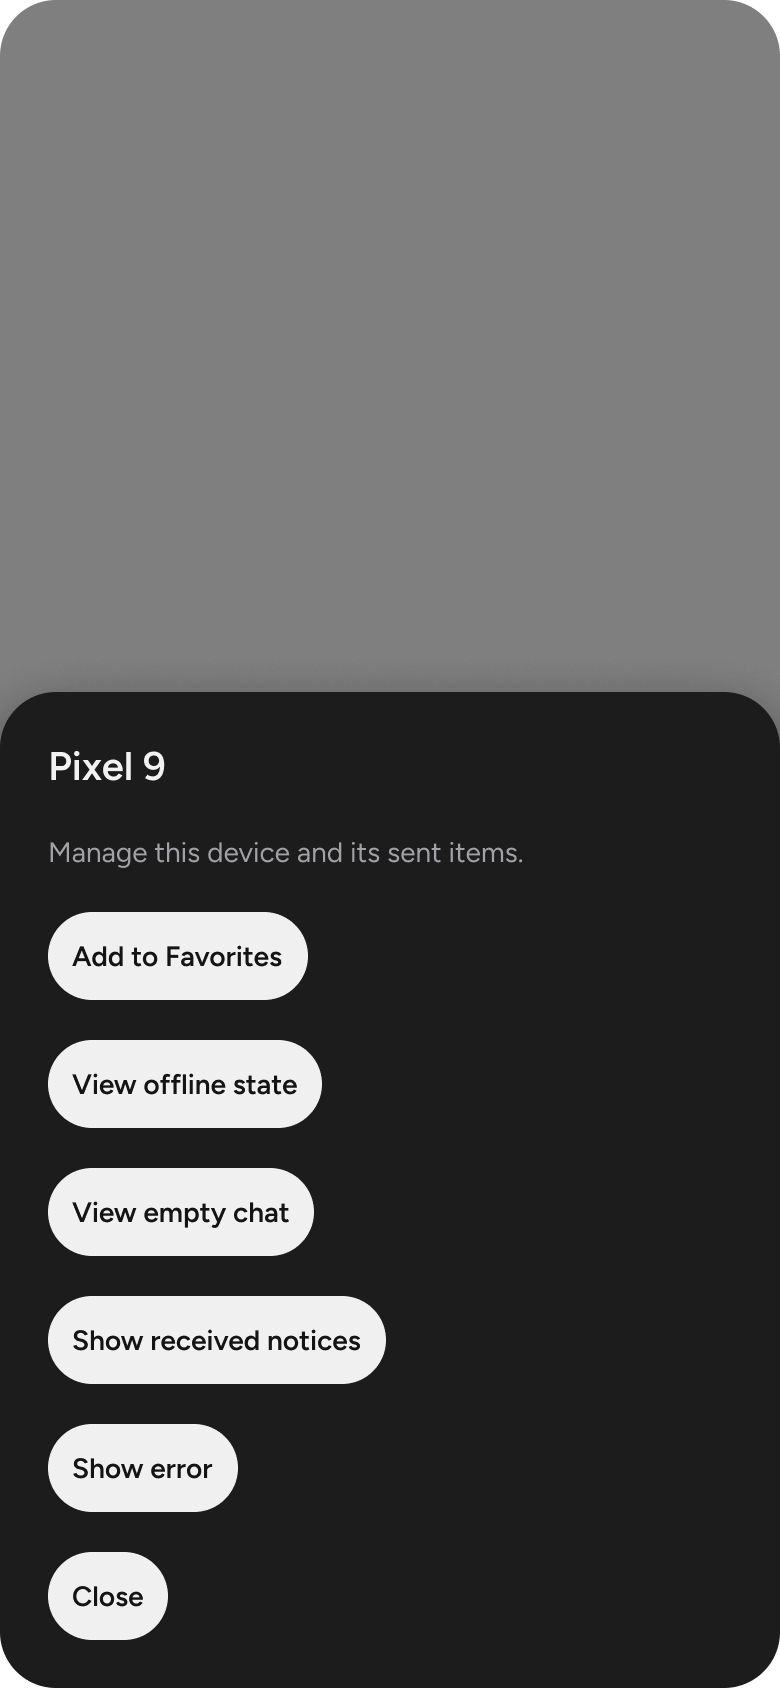 Pixel 9
Manage this device and its sent items.
Add to Favorites
View offline state
View empty chat
Show received notices
Show error
Close